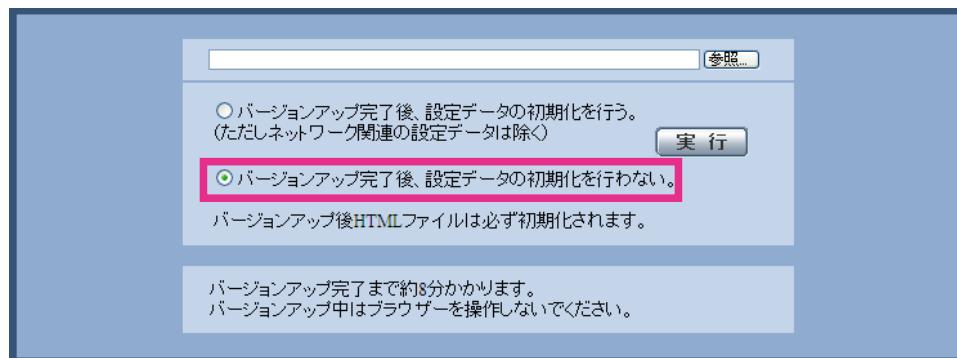 参照...
バージョンアップ完了後、設定データの初期化を行う。
(ただしネットワーク関連の設定データは除く)
実 行
バージョンアップ完了後、設定データの初期化を行わない。
バージョンアップ後HTMLファイルは必ず初期化されます。
バージョンアップ完了まで約8分かかります。
バージョンアップ中はブラウザーを操作しないでください。